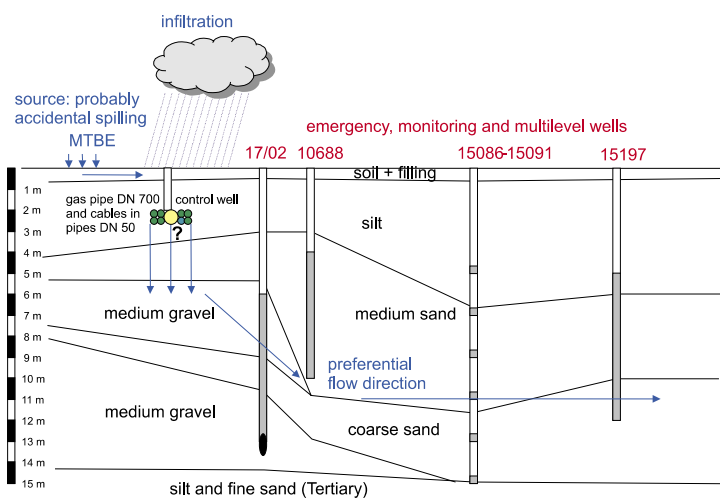 infiltration
source: probably
accidental spilling
MTBE
emergency, monitoring and multilevel wells
17/02 10688 15086-15091 15197
soil + filling
1 m
gas pipe DN 700 control well
2 m
and cables in
pipes DN 50
?
silt
3 m
4 m
5 m
6 m
medium gravel
medium sand
7 m
8 m
9 m
preferential
flow direction
10 m
11 m
medium gravel
coarse sand
12 m
13 m
14 m
15 m
silt and fine sand (Tertiary)